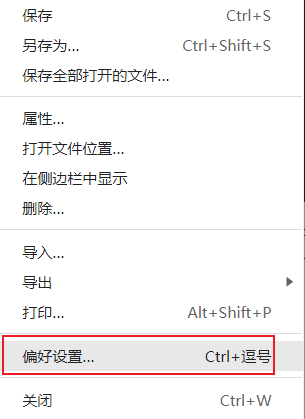 保存 Ctrl+S
另存为... Ctrl+Shift+S
保存全部打开的文件...
属性...
打开文件位置...
在侧边栏中显示
删除...
导入...
导出
打印... Alt+Shift+P
偏好设置... Ctrl+逗号
关闭 Ctrl+W